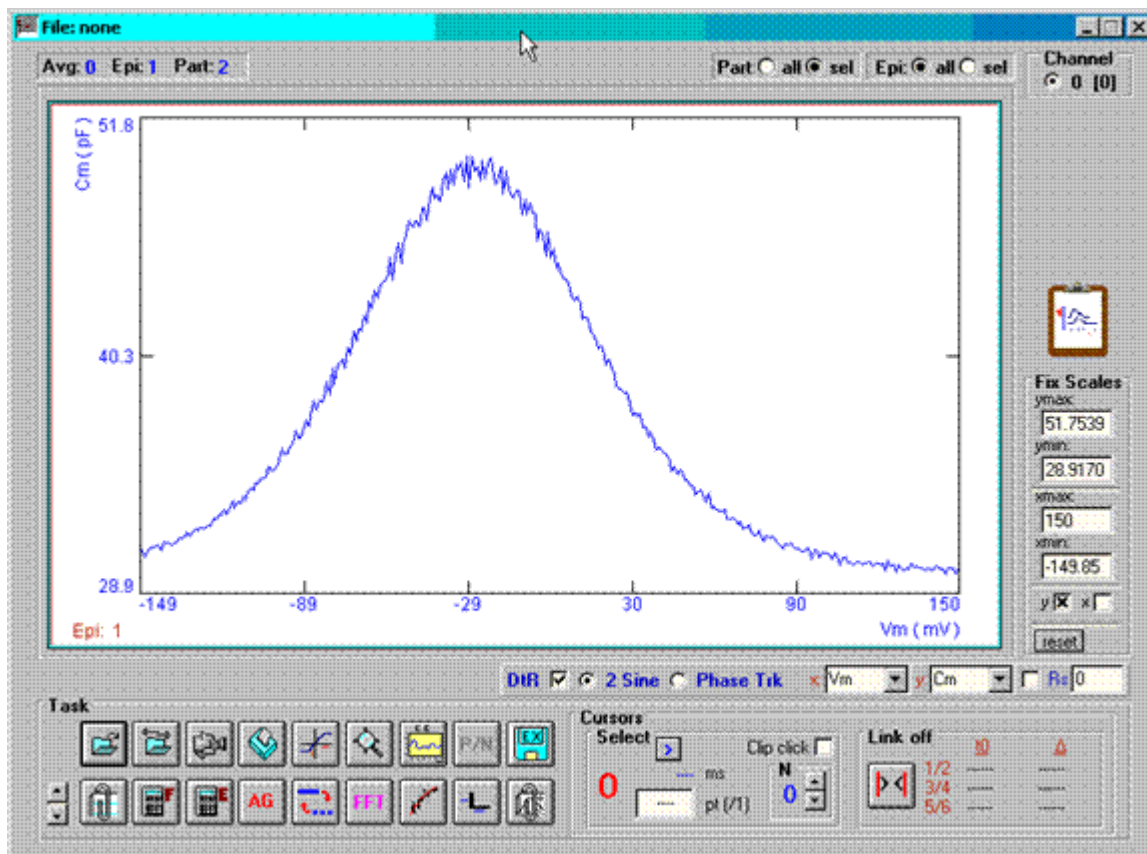 File: none
Avg: 0 Epi: 1 Part: 2
Part: all sel
Epi: all sel
Channel
0 [0]
51.8
Cm ( pF )
40.3
28.9
-149 -89 -29 30 90 150
Epi: 1
Vm ( mV )
Fix Scales
ymax:
51.7539
ymin:
28.9170
xmax:
150
xmin:
-149.85
y x
reset
DtR 2 Sine Phase Trk x Vm y Cm Rs 0
Task
P/N
EX
F
E
AG
FFT
Cursors
Select
>
Clip click
0
--- ms
N
0
---- pt (/1)
Link off
t0 Δ
1/2 ---- ----
3/4 ---- ----
5/6 ---- ----